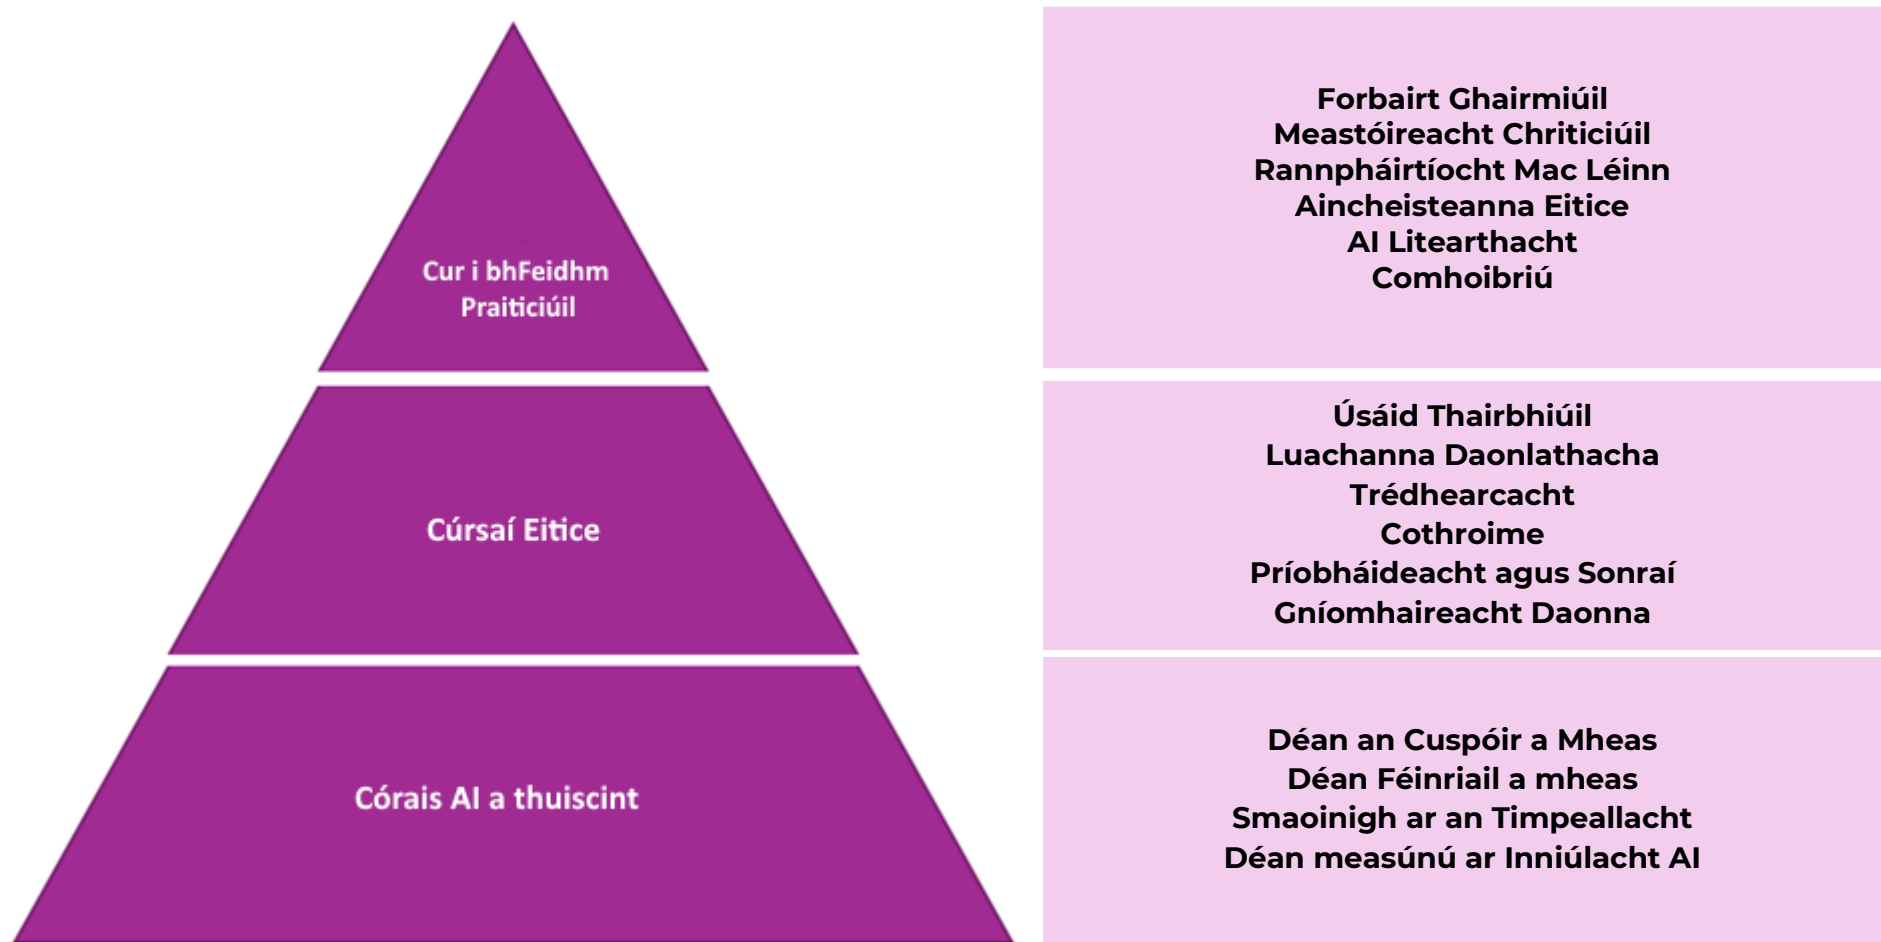 Cur i bhFeidhm
Praiticiúil
Forbairt Ghairmiúil
Meastóireacht Chriticiúil
Rannpháirtíocht Mac Léinn
Aincheisteanna Eitice
AI Litearthacht
Comhoibriú
Cúrsaí Eitice
Úsáid Thairbhiúil
Luachanna Daonlathacha
Trédhearcacht
Cothroime
Príobháideacht agus Sonraí
Gníomhaireacht Daonna
Córais AI a thuiscint
Déan an Cuspóir a Mheas
Déan Féinriail a mheas
Smaoinigh ar an Timpeallacht
Déan measúnú ar Inniúlacht AI